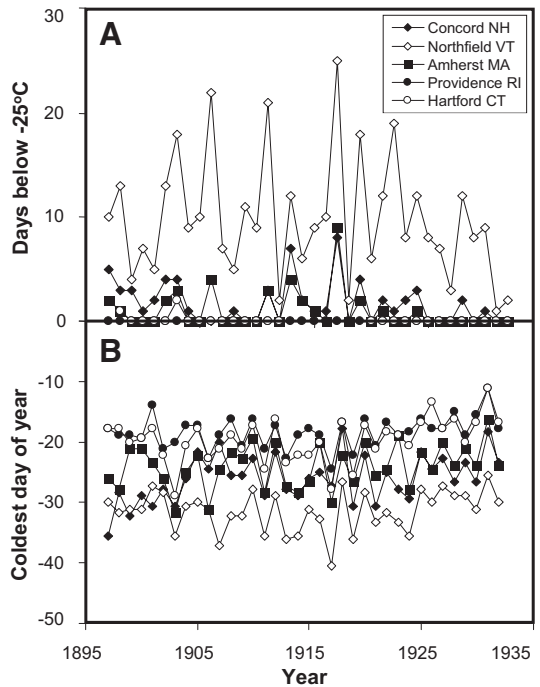 A
30
20
10
0
Days below -25°C
Concord NH
Northfield VT
Amherst MA
Providence RI
Hartford CT
B
-10
-20
-30
-40
-50
Coldest day of year
1895
1905
1915
1925
1935
Year